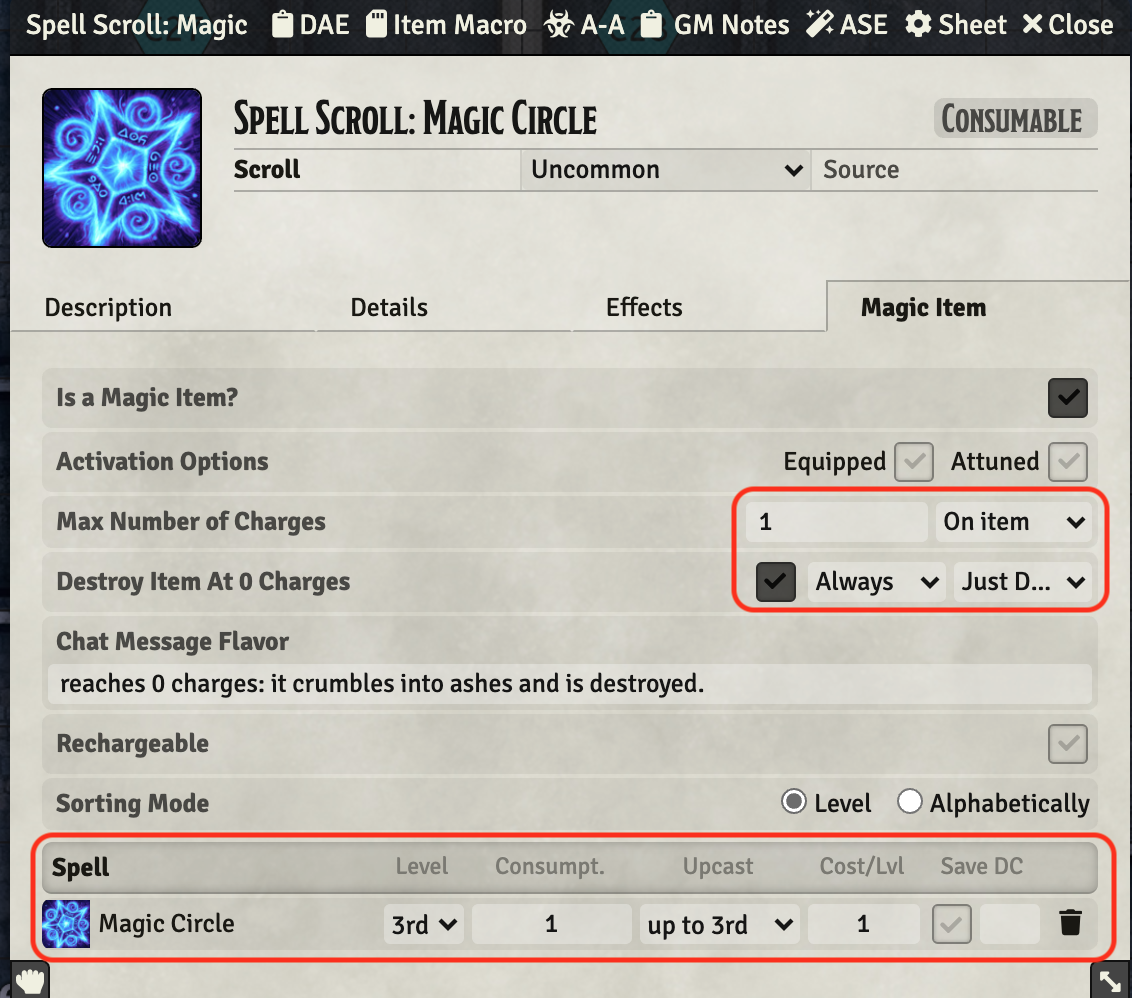 Spell Scroll: Magic DAE Item Macro A-A GM Notes ASE Sheet Close
Spell Scroll: Magic Circle Consumable
Scroll Uncommon Source
Description Details Effects Magic Item
Is a Magic Item?
Activation Options Equipped Attuned
Max Number of Charges 1 On item
Destroy Item At 0 Charges Always Just D...
Chat Message Flavor
reaches 0 charges: it crumbles into ashes and is destroyed.
Rechargeable
Sorting Mode Level Alphabetically
Spell Level Consumpt. Upcast Cost/Lvl Save DC
Magic Circle 3rd 1 up to 3rd 1